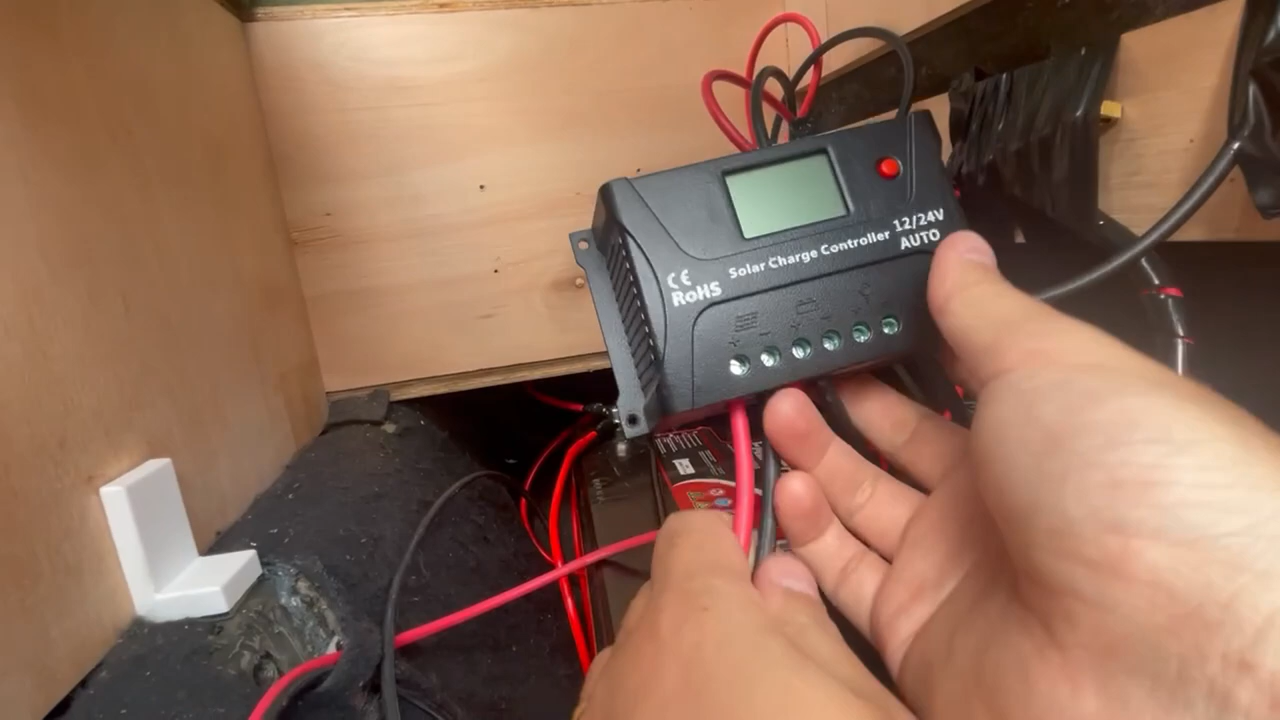 12/24V
Solar Charge Controller AUTO
CE
RoHS
+ - + - + -